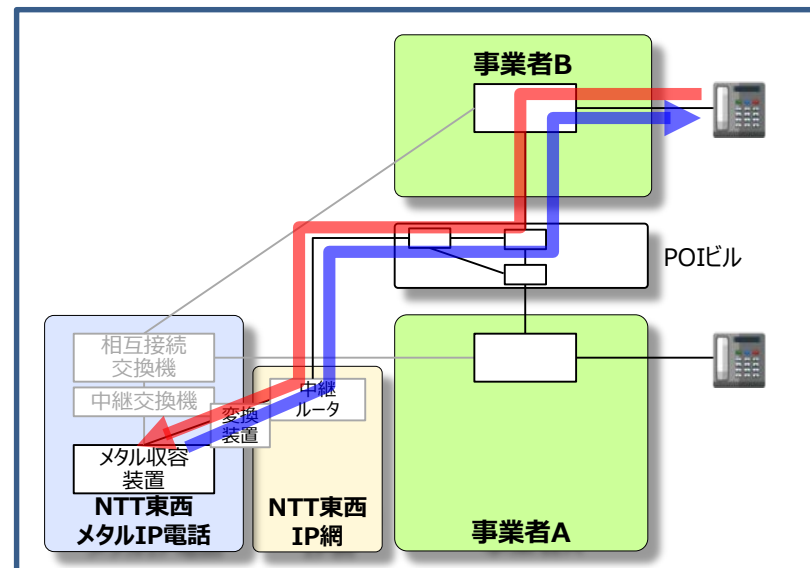 事業者B
POIビル
相互接続
交換機
中継交換機
メタル収容
装置
変換
装置
中継
ルータ
NTT東西
メタルIP電話
NTT東西
IP網
事業者A